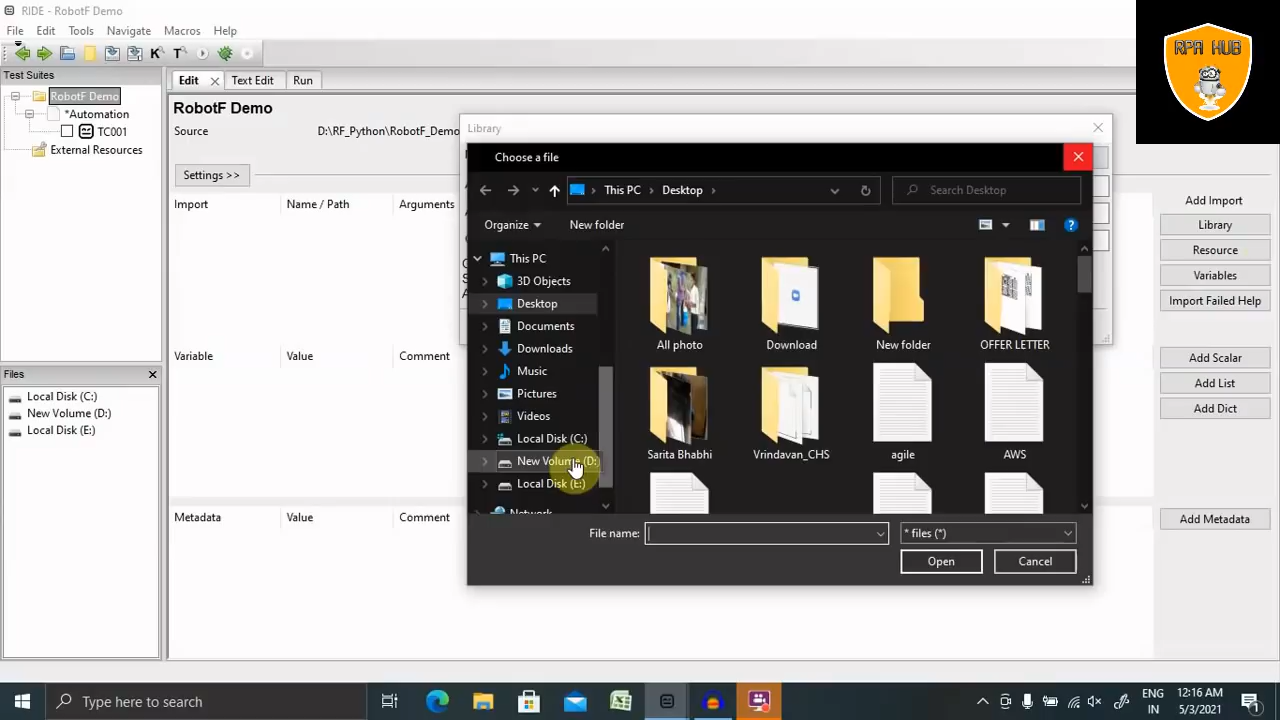 RIDE - RobotF Demo
File Edit Tools Navigate Macros Help
RPA HUB
Test Suites
RobotF Demo
*Automation
TC001
External Resources
Files
Local Disk (C:)
New Volume (D:)
Local Disk (E:)
Edit Text Edit Run
RobotF Demo
Source D:\RF_Python\RobotF_Demo
Settings >>
Import Name / Path Arguments
Variable Value Comment
Metadata Value Comment
Add Import
Library
Resource
Variables
Import Failed Help
Add Scalar
Add List
Add Dict
Add Metadata
Library
Choose a file
This PC Desktop
Search Desktop
Organize New folder
This PC
3D Objects
Desktop
Documents
Downloads
Music
Pictures
Videos
Local Disk (C:)
New Volume (D:)
Local Disk (E:)
Network
All photo Download New folder OFFER LETTER
Sarita Bhabhi Vrindavan_CHS agile AWS
File name: * files (*)
Open Cancel
Type here to search
ENG
IN
12:16 AM
5/3/2021
1